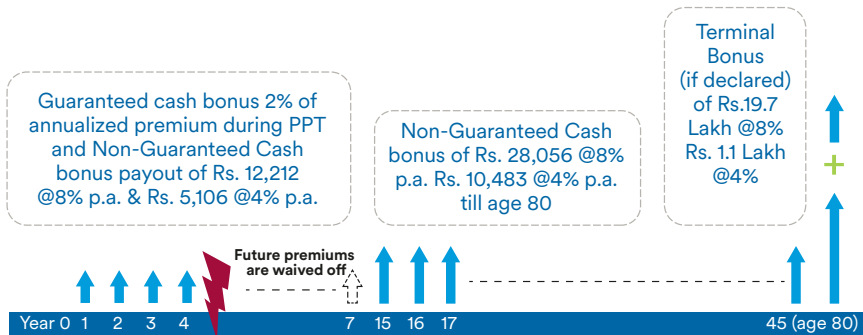 Guaranteed cash bonus 2% of
annualized premium during PPT
and Non-Guaranteed Cash
bonus payout of Rs. 12,212
@8% p.a. & Rs. 5,106 @4% p.a.
Non-Guaranteed Cash
bonus of Rs. 28,056 @8%
p.a. Rs. 10,483 @4% p.a.
till age 80
Terminal
Bonus
(if declared)
of Rs.19.7
Lakh @8%
Rs. 1.1 Lakh
@4%
+
Future premiums
are waived off
Year 0 1 2 3 4 7 15 16 17 45 (age 80)